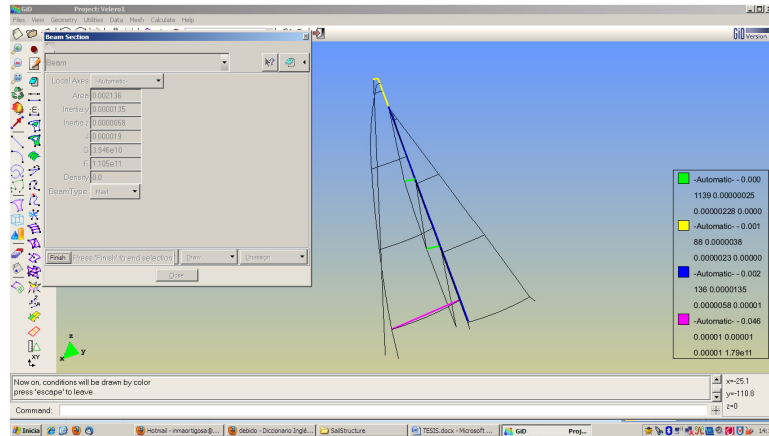 GiD Project: Velero1
Files View Geometry Utilities Data Mesh Calculate Help
Beam Section
GiD Version
Beam
Local Axes -Automatic-
Area 0.002136
Inertia y 0.0000135
Inertia z 0.0000058
J 0.000019
G 3.946e10
E 1.105e11
Density 0.0
BeamType: Mast
Finish Press 'Finish' to end selection Draw Unassign
Close
-Automatic- - 0.000
1139 0.00000025
0.00000228 0.0000
-Automatic- - 0.001
88 0.0000038
0.0000023 0.00000
-Automatic- - 0.002
136 0.0000135
0.0000058 0.00001
-Automatic- - 0.046
0.00001 0.00001
0.00001 1.79e11
z
y
x
XY
Now on, conditions will be drawn by color
press 'escape' to leave
x=-25.1
y=-110.8
z=0
Command:
Inicio Hotmail - inmaortigosa@... debido - Diccionario Inglé... SailStructure TESIS.docx - Microsoft ... GiD Proj... 14: